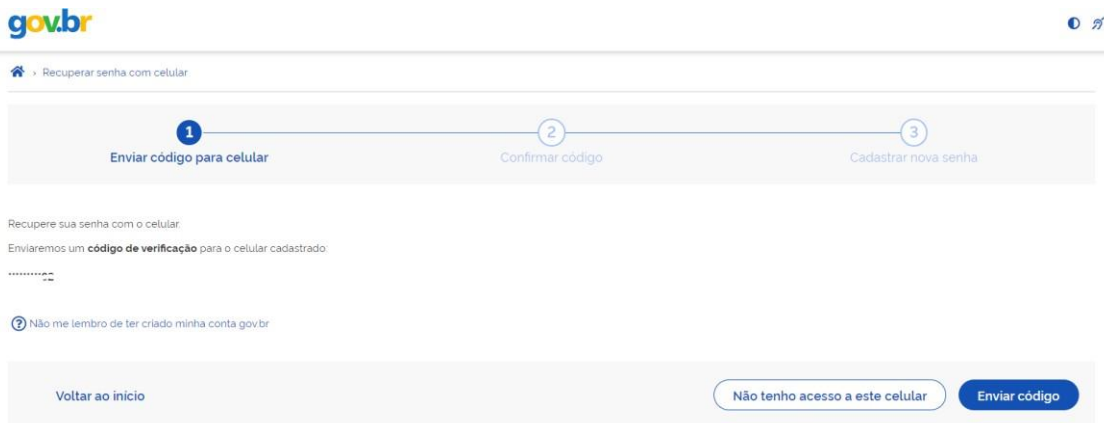 gov.br
Recuperar senha com celular
1 2 3
Enviar código para celular Confirmar código Cadastrar nova senha
Recupere sua senha com o celular.
Enviaremos um código de verificação para o celular cadastrado:
Não me lembro de ter criado minha conta gov.br
Voltar ao início Não tenho acesso a este celular Enviar código